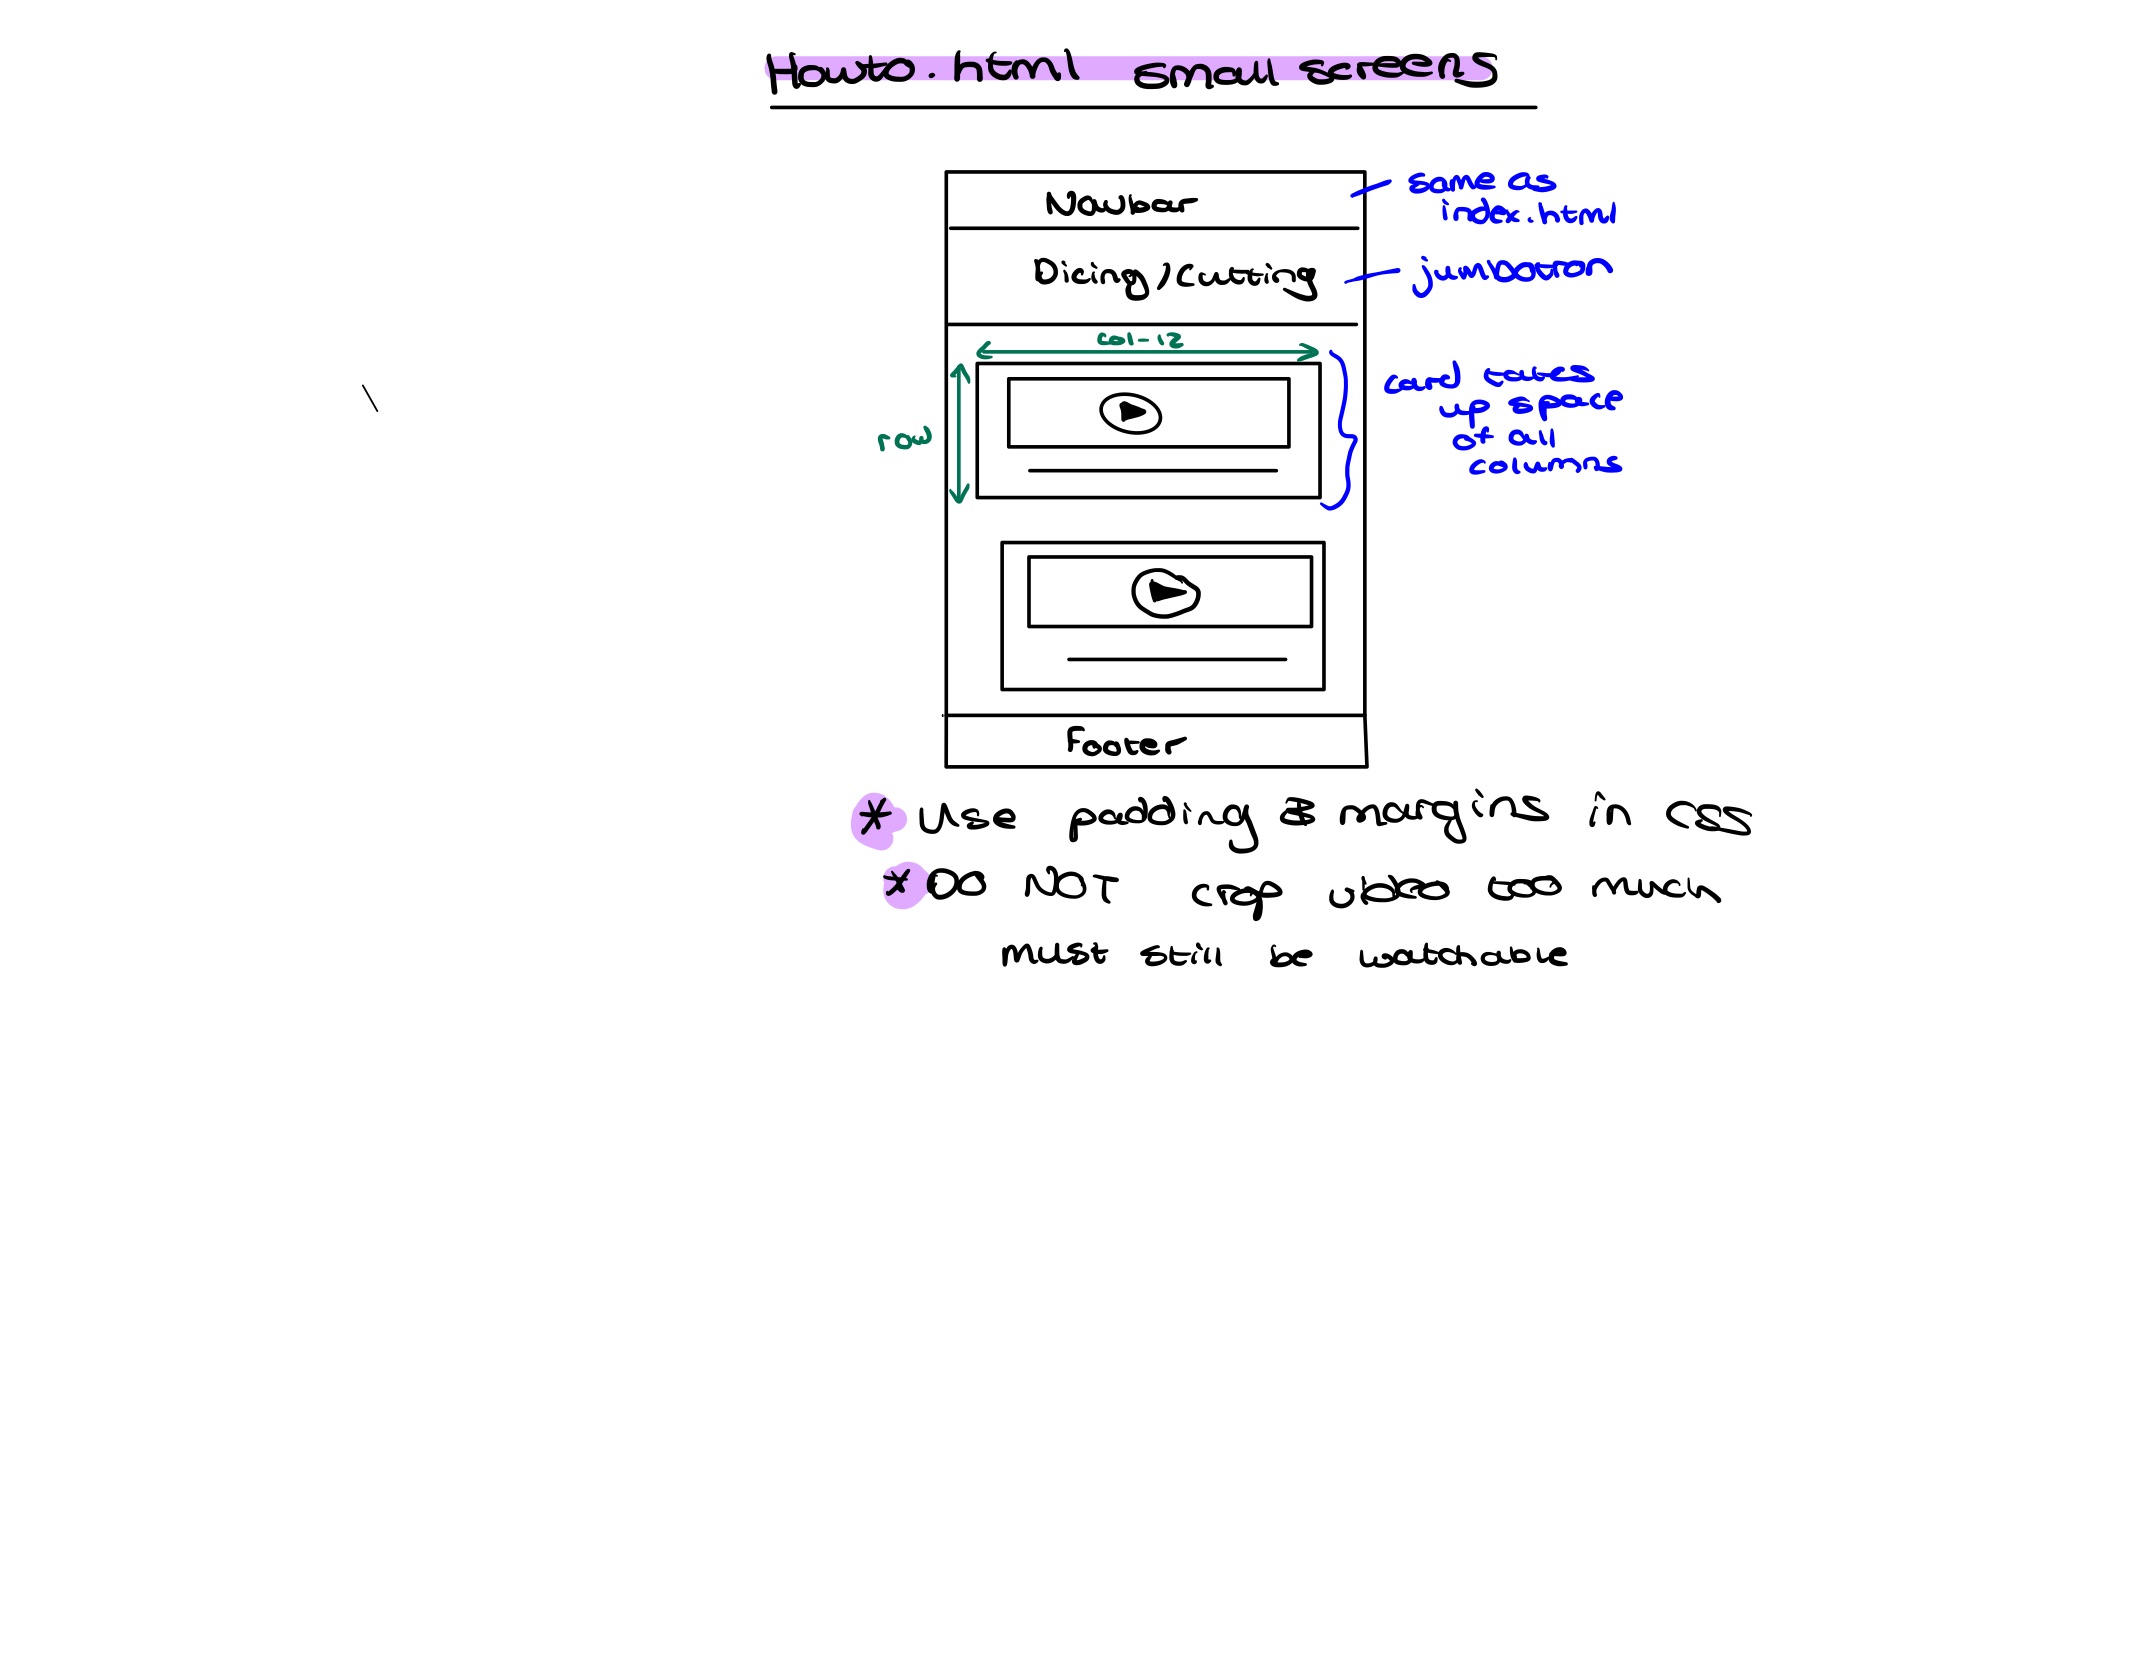 Howto.html small screens
Navbar
same as
index.html
Dicing/Cutting
jumbotron
col-12
row
card takes
up space
of all
columns
Footer
* Use padding & margins in CSS
* DO NOT crop video too much
must still be watchable